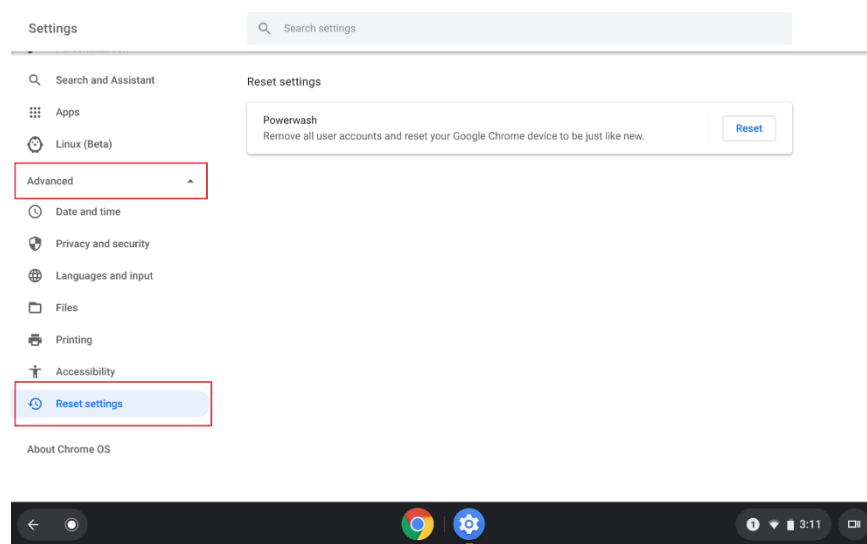 Settings
Search settings
Search and Assistant
Apps
Linux (Beta)
Advanced
Date and time
Privacy and security
Languages and input
Files
Printing
Accessibility
Reset settings
About Chrome OS
Reset settings
Powerwash
Remove all user accounts and reset your Google Chrome device to be just like new.
Reset
1
3:11